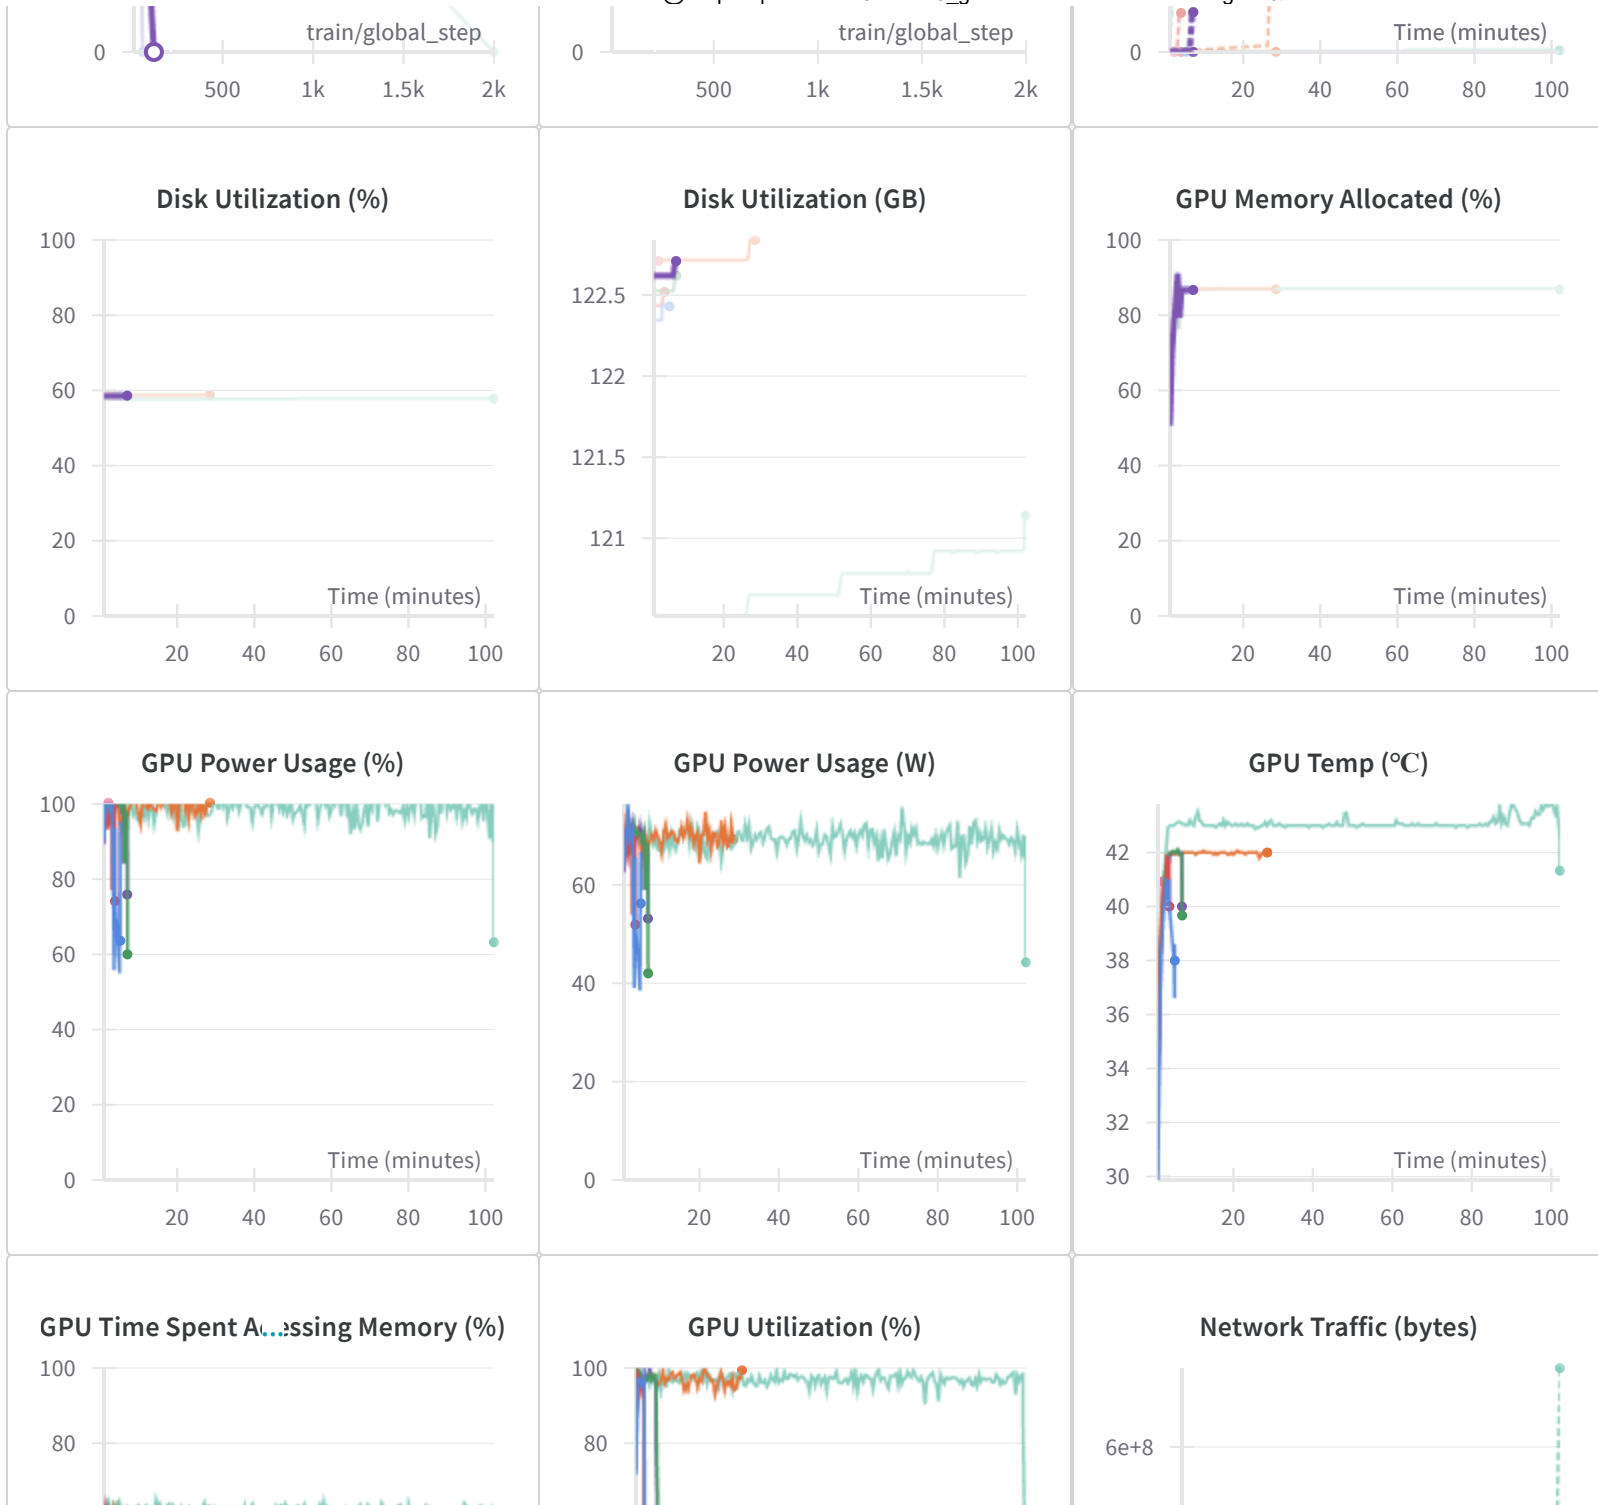 train/global_step
0
500 1k 1.5k 2k
train/global_step
0
500 1k 1.5k 2k
Time (minutes)
0
20 40 60 80 100
Disk Utilization (%)
100
80
60
40
20
0
Time (minutes)
20 40 60 80 100
Disk Utilization (GB)
122.5
122
121.5
121
Time (minutes)
20 40 60 80 100
GPU Memory Allocated (%)
100
80
60
40
20
0
Time (minutes)
20 40 60 80 100
GPU Power Usage (%)
100
80
60
40
20
0
Time (minutes)
20 40 60 80 100
GPU Power Usage (W)
60
40
20
0
Time (minutes)
20 40 60 80 100
GPU Temp (℃)
42
40
38
36
34
32
30
Time (minutes)
20 40 60 80 100
GPU Time Spent A...essing Memory (%)
100
80
GPU Utilization (%)
100
80
Network Traffic (bytes)
6e+8